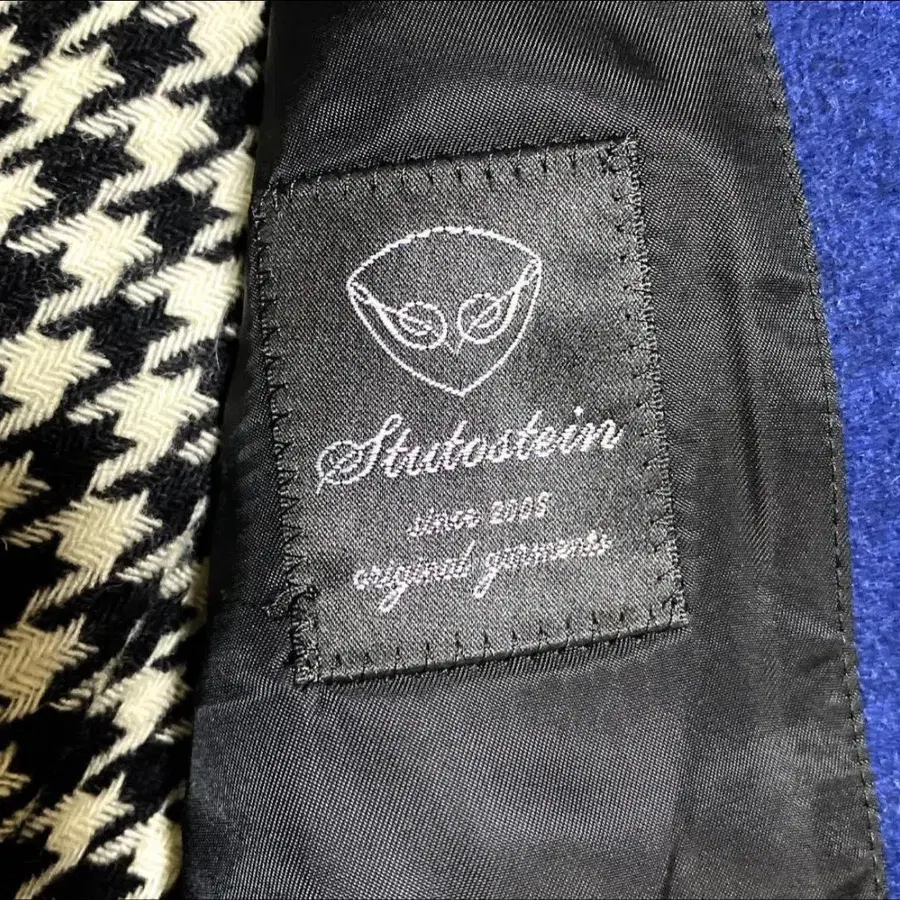 Stutostein
since 2005
original garments